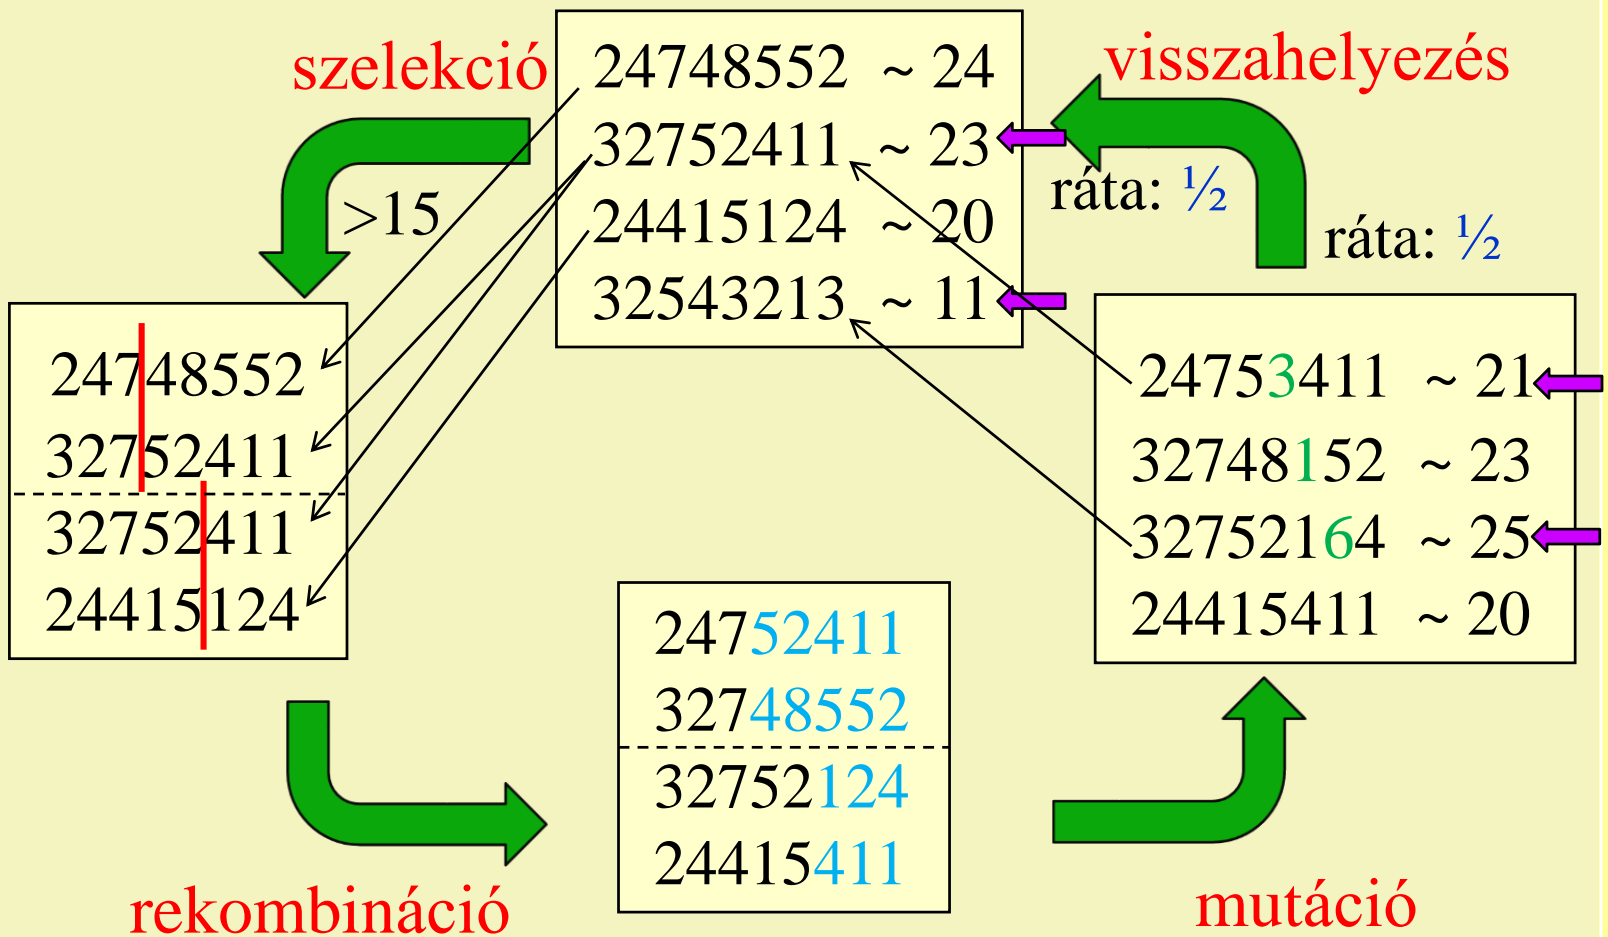 szelekció
24748552 ~ 24
32752411 ~ 23
24415124 ~ 20
32543213 ~ 11
visszahelyezés
ráta: ½
ráta: ½
>15
24748552
32752411
32752411
24415124
rekombináció
24752411
32748552
32752124
24415411
mutáció
24753411 ~ 21
32748152 ~ 23
32752164 ~ 25
24415411 ~ 20